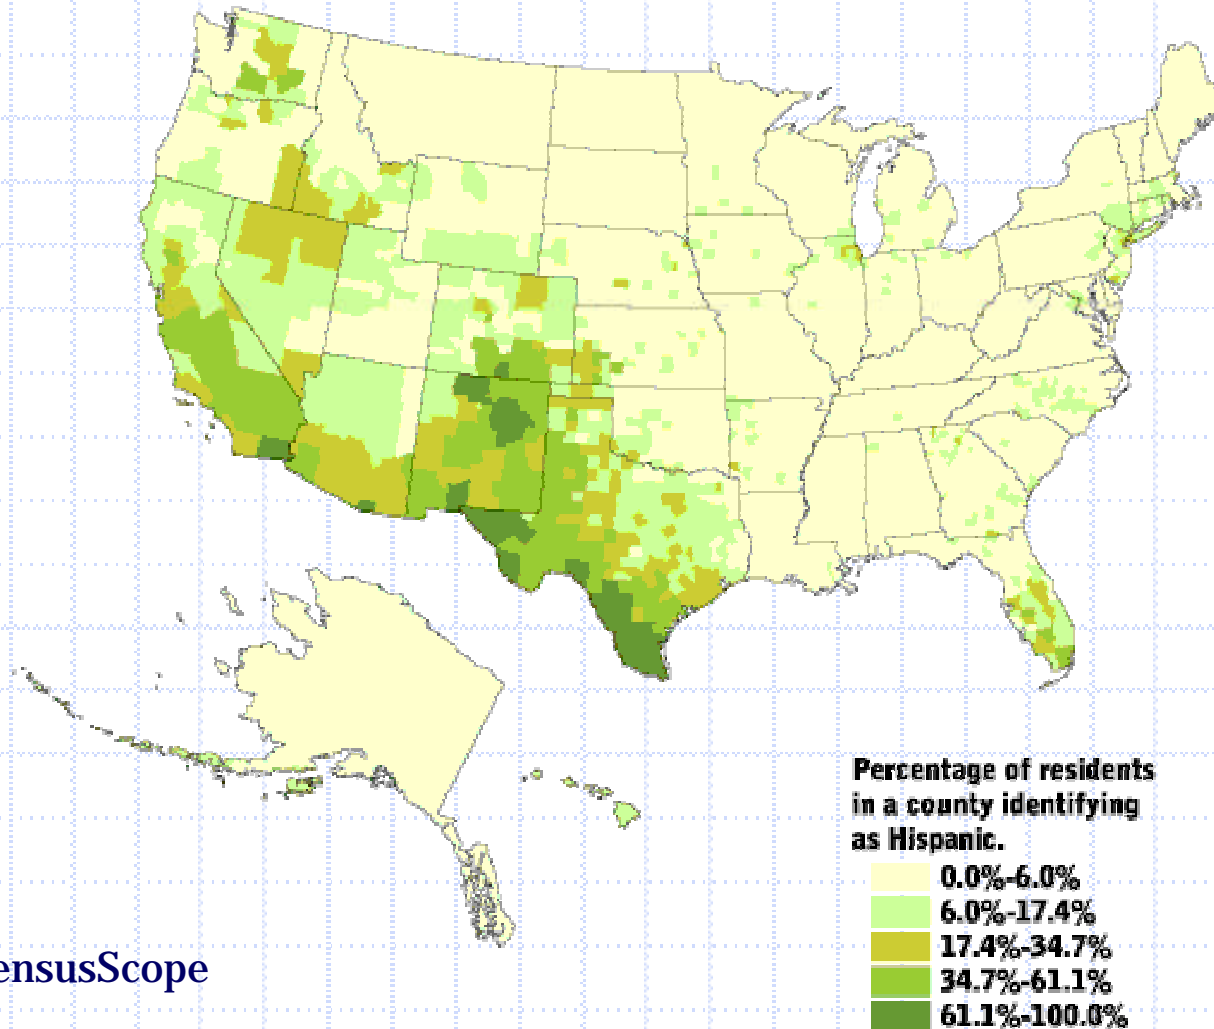 Percentage of residents
in a county identifying
as Hispanic.
0.0%-6.0%
6.0%-17.4%
17.4%-34.7%
34.7%-61.1%
61.1%-100.0%
ensusScope